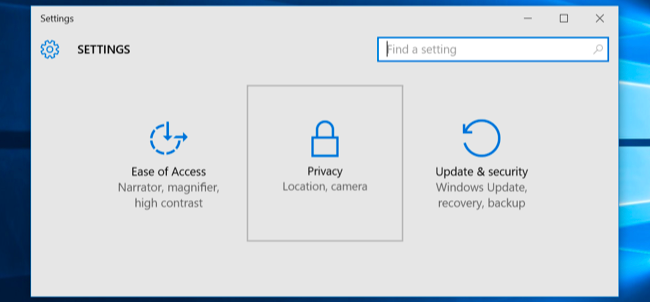 Settings
SETTINGS
Find a setting
Ease of Access
Narrator, magnifier,
high contrast
Privacy
Location, camera
Update & security
Windows Update,
recovery, backup